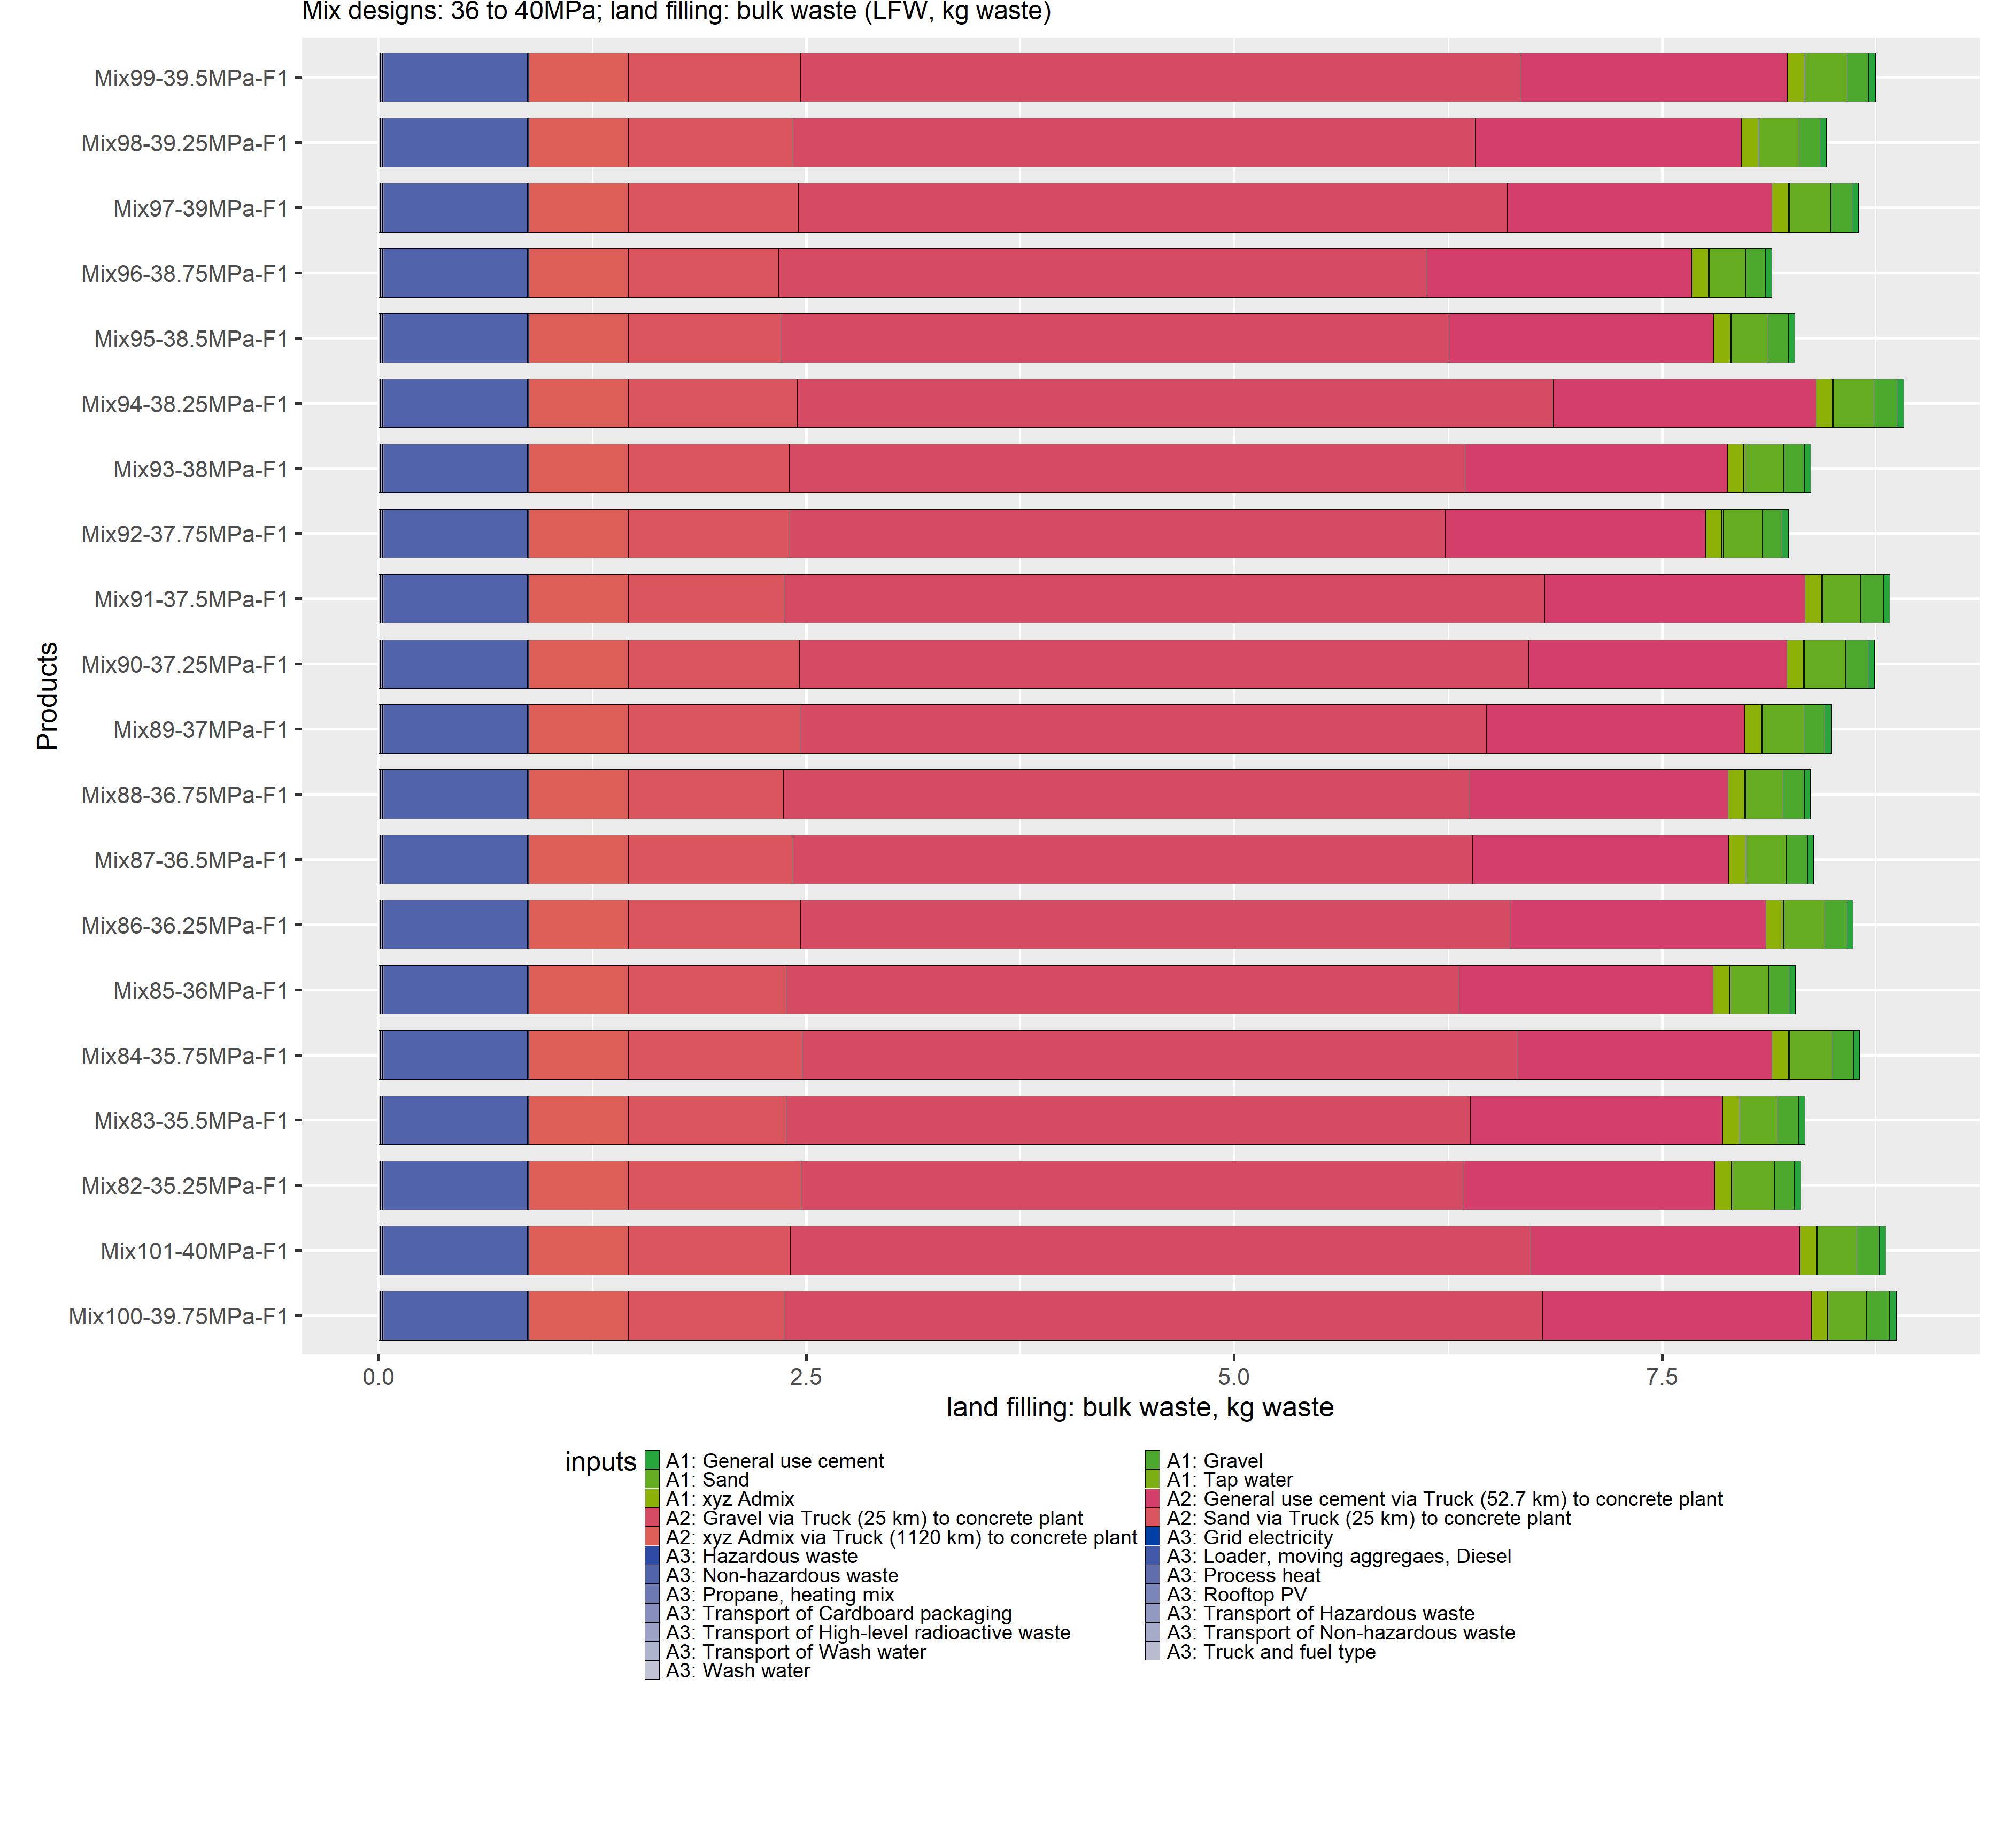 Mix designs: 36 to 40MPa; land filling: bulk waste (LFW, kg waste)
Products
Mix99-39.5MPa-F1
Mix98-39.25MPa-F1
Mix97-39MPa-F1
Mix96-38.75MPa-F1
Mix95-38.5MPa-F1
Mix94-38.25MPa-F1
Mix93-38MPa-F1
Mix92-37.75MPa-F1
Mix91-37.5MPa-F1
Mix90-37.25MPa-F1
Mix89-37MPa-F1
Mix88-36.75MPa-F1
Mix87-36.5MPa-F1
Mix86-36.25MPa-F1
Mix85-36MPa-F1
Mix84-35.75MPa-F1
Mix83-35.5MPa-F1
Mix82-35.25MPa-F1
Mix101-40MPa-F1
Mix100-39.75MPa-F1
0.0 2.5 5.0 7.5
land filling: bulk waste, kg waste
inputs
A1: General use cement A1: Gravel
A1: Sand A1: Tap water
A1: xyz Admix A2: General use cement via Truck (52.7 km) to concrete plant
A2: Gravel via Truck (25 km) to concrete plant A2: Sand via Truck (25 km) to concrete plant
A2: xyz Admix via Truck (1120 km) to concrete plant A3: Grid electricity
A3: Hazardous waste A3: Loader, moving aggregaes, Diesel
A3: Non-hazardous waste A3: Process heat
A3: Propane, heating mix A3: Rooftop PV
A3: Transport of Cardboard packaging A3: Transport of Hazardous waste
A3: Transport of High-level radioactive waste A3: Transport of Non-hazardous waste
A3: Transport of Wash water A3: Truck and fuel type
A3: Wash water